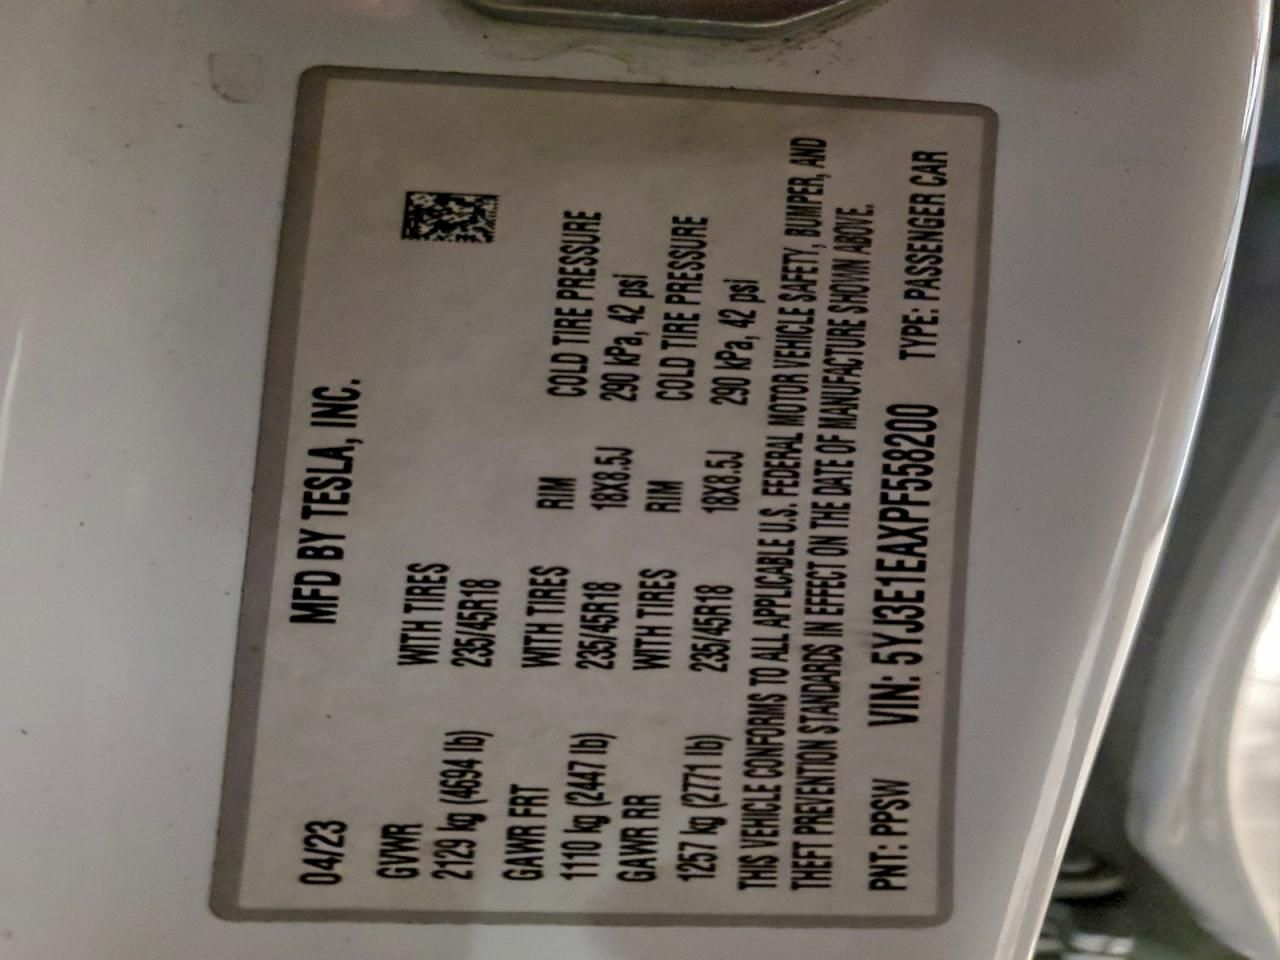 04/23 MFD BY TESLA, INC.
GVWR WITH TIRES
2129 kg (4694 lb) 235/45R18
GAWR FRT WITH TIRES RIM COLD TIRE PRESSURE
1110 kg (2447 lb) 235/45R18 18X8.5J 290 kPa, 42 psi
GAWR RR WITH TIRES RIM COLD TIRE PRESSURE
1257 kg (2771 lb) 235/45R18 18X8.5J 290 kPa, 42 psi
THIS VEHICLE CONFORMS TO ALL APPLICABLE U.S. FEDERAL MOTOR VEHICLE SAFETY, BUMPER, AND
THEFT PREVENTION STANDARDS IN EFFECT ON THE DATE OF MANUFACTURE SHOWN ABOVE.
PNT: PPSW VIN: 5YJ3E1EAXPF558200 TYPE: PASSENGER CAR